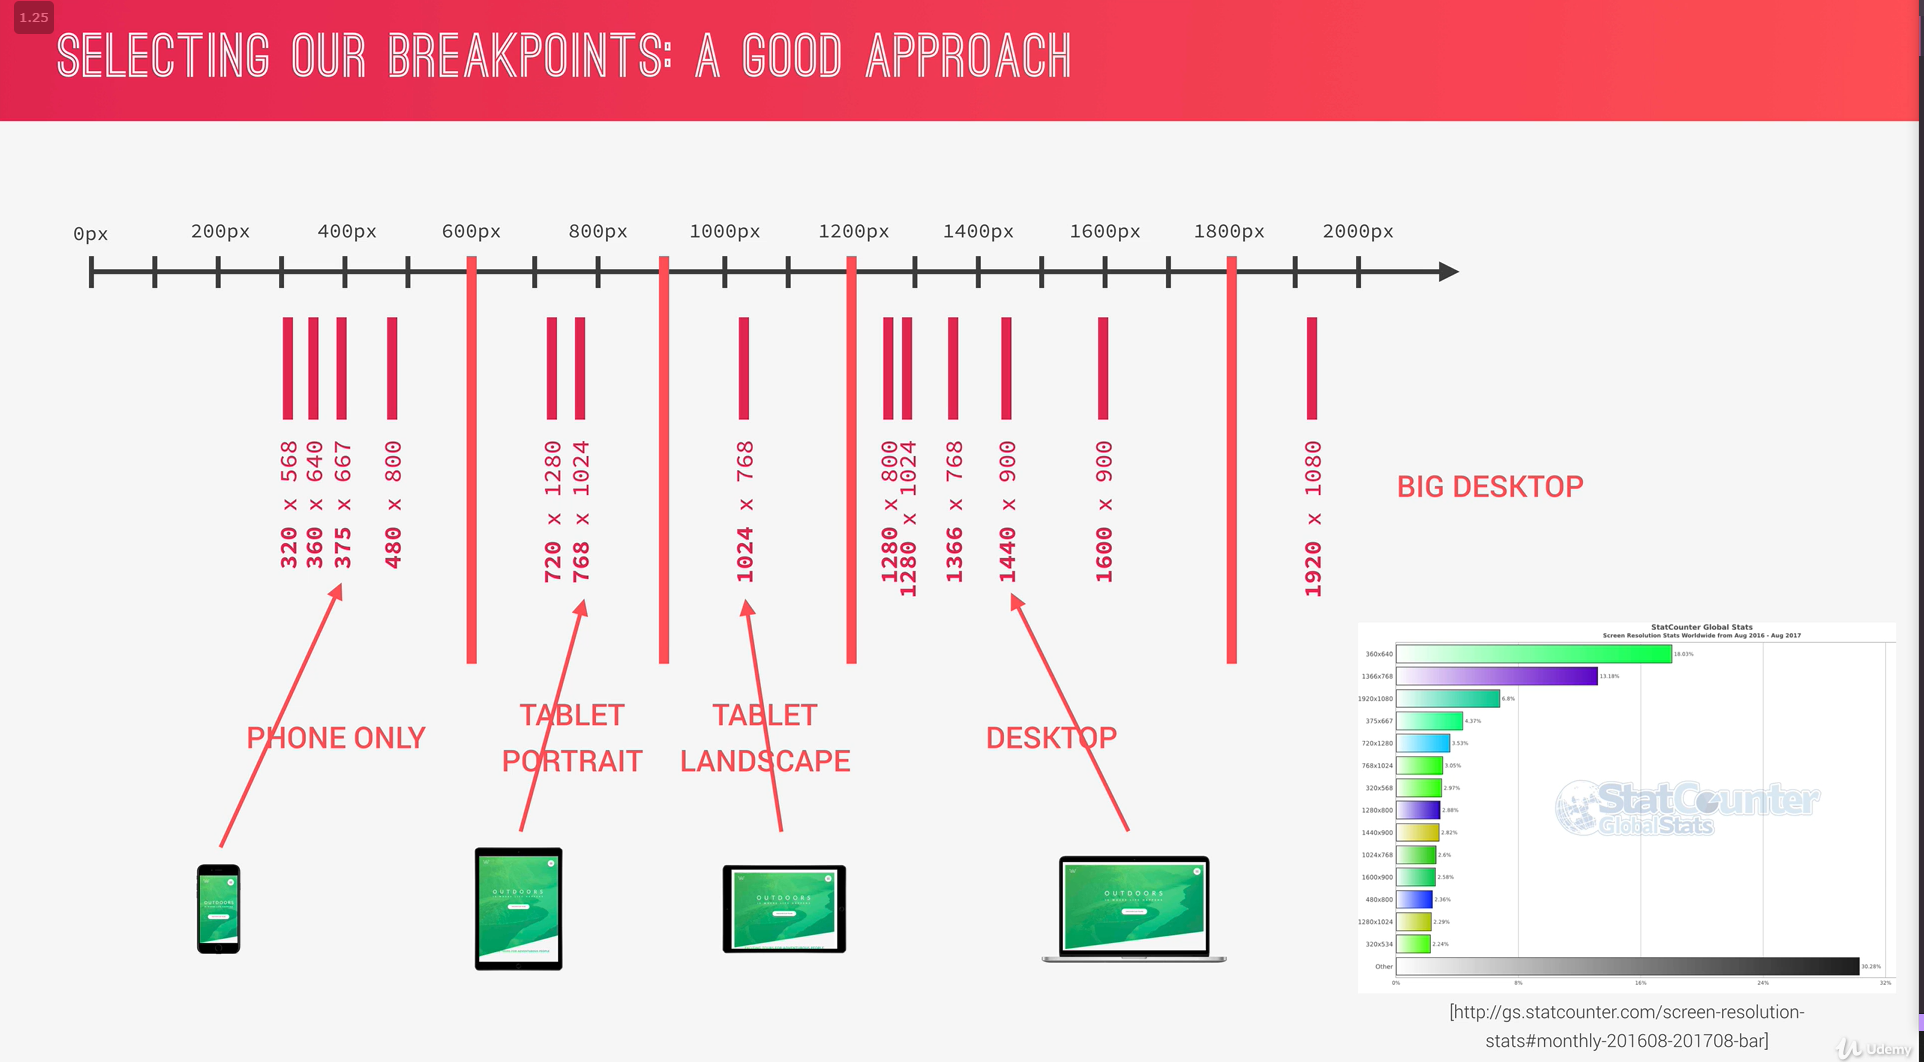 1.25
SELECTING OUR BREAKPOINTS: A GOOD APPROACH
0px
200px
400px
600px
800px
1000px
1200px
1400px
1600px
1800px
2000px
320 x 568
360 x 640
375 x 667
480 x 800
720 x 1280
768 x 1024
1024 x 768
1280 x 800
1280 x 1024
1366 x 768
1440 x 900
1600 x 900
1920 x 1080
BIG DESKTOP
PHONE ONLY
TABLET
PORTRAIT
TABLET
LANDSCAPE
DESKTOP
OUTDOORS
OUTDOORS
OUTDOORS
OUTDOORS
StatCounter Global Stats
Screen Resolution Stats Worldwide from Aug 2016 - Aug 2017
360x640 18.03%
1366x768 13.18%
1920x1080 6.8%
375x667 4.37%
720x1280 3.53%
768x1024 3.05%
320x568 2.97%
1280x800 2.88%
1440x900 2.82%
1024x768 2.6%
1600x900 2.58%
480x800 2.36%
1280x1024 2.29%
320x534 2.24%
Other 30.28%
0% 8% 16% 24% 32%
StatCounter
GlobalStats
[http://gs.statcounter.com/screen-resolution-
stats#monthly-201608-201708-bar]
Udemy